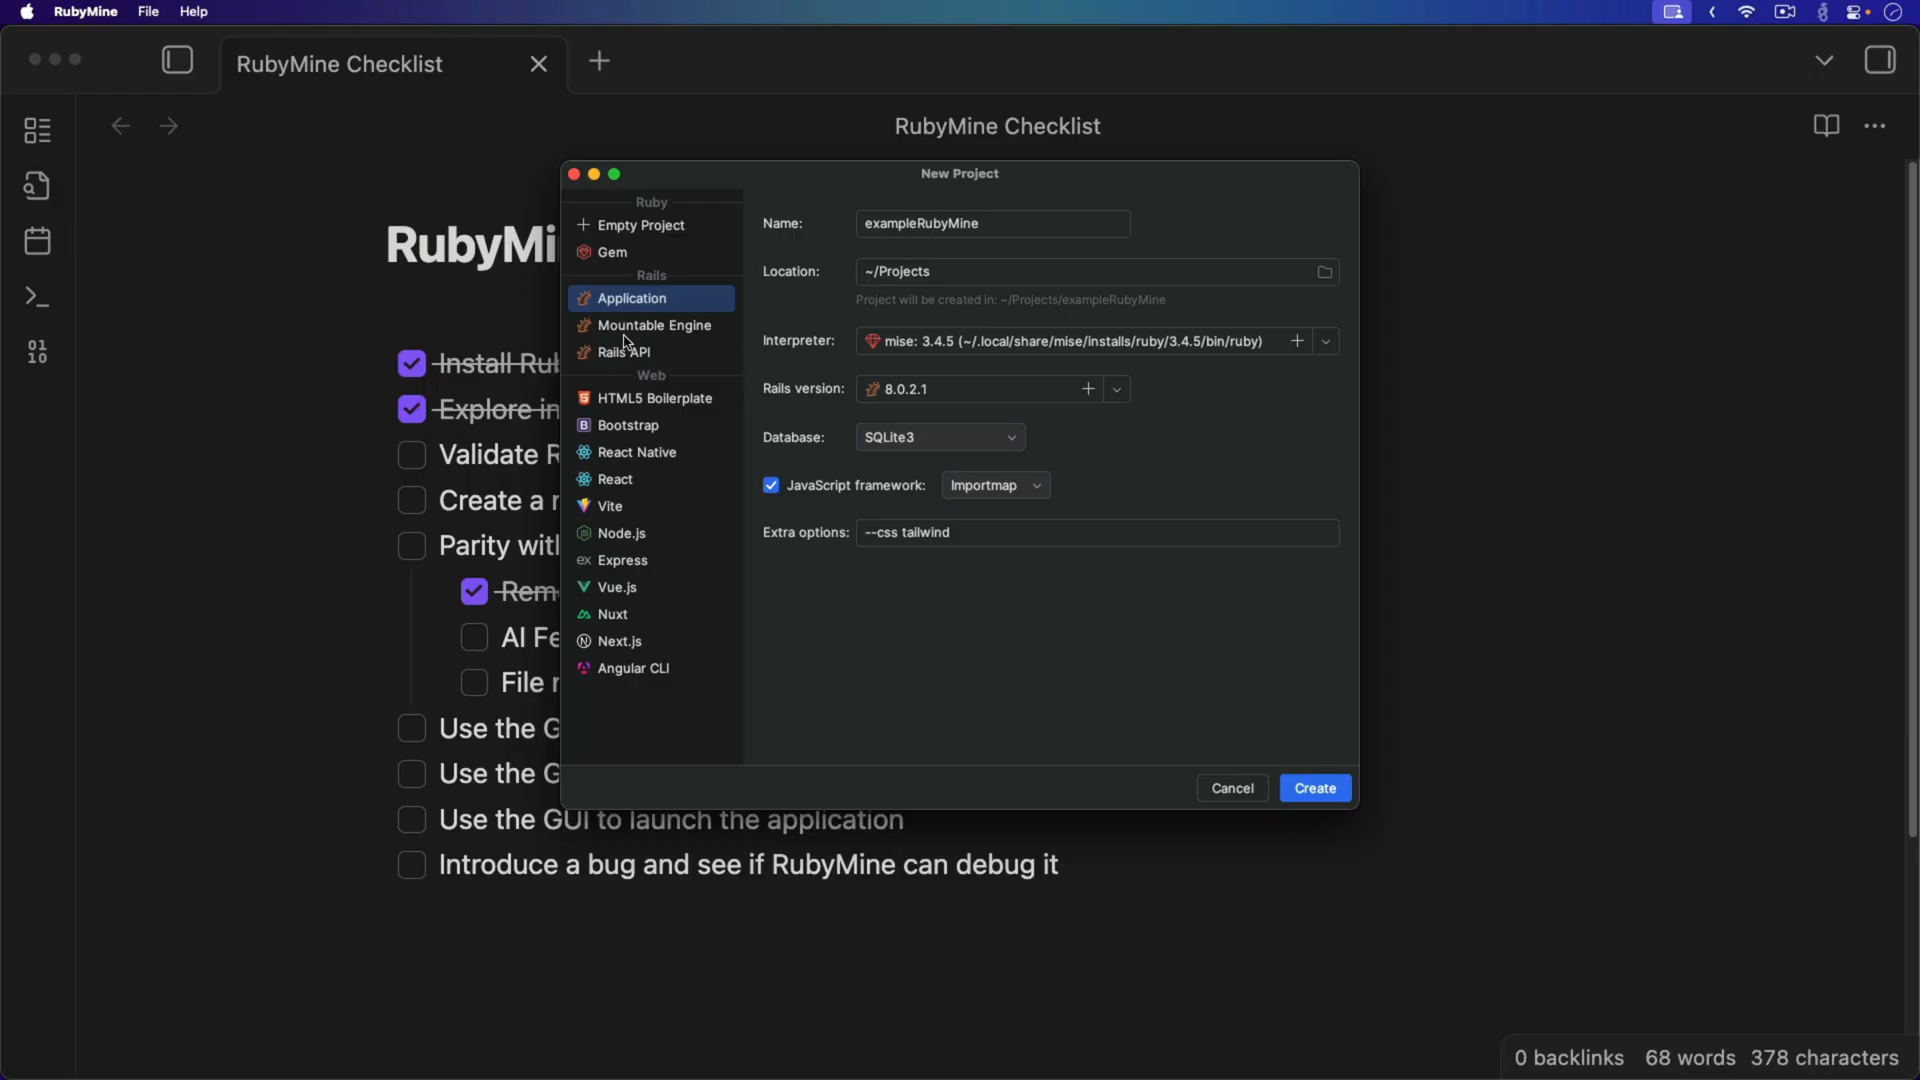 RubyMine File Help
RubyMine Checklist
RubyMine Checklist
RubyMi
Install Rub
Explore in
Validate R
Create a r
Parity with
Rem
AI Fe
File r
Use the G
Use the G
Use the GUI to launch the application
Introduce a bug and see if RubyMine can debug it
New Project
Ruby
Empty Project
Gem
Rails
Application
Mountable Engine
Rails API
Web
HTML5 Boilerplate
Bootstrap
React Native
React
Vite
Node.js
ex Express
Vue.js
Nuxt
Next.js
Angular CLI
Name: exampleRubyMine
Location: ~/Projects
Project will be created in: ~/Projects/exampleRubyMine
Interpreter: mise: 3.4.5 (~/.local/share/mise/installs/ruby/3.4.5/bin/ruby)
Rails version: 8.0.2.1
Database: SQLite3
JavaScript framework: Importmap
Extra options: --css tailwind
Cancel Create
0 backlinks 68 words 378 characters